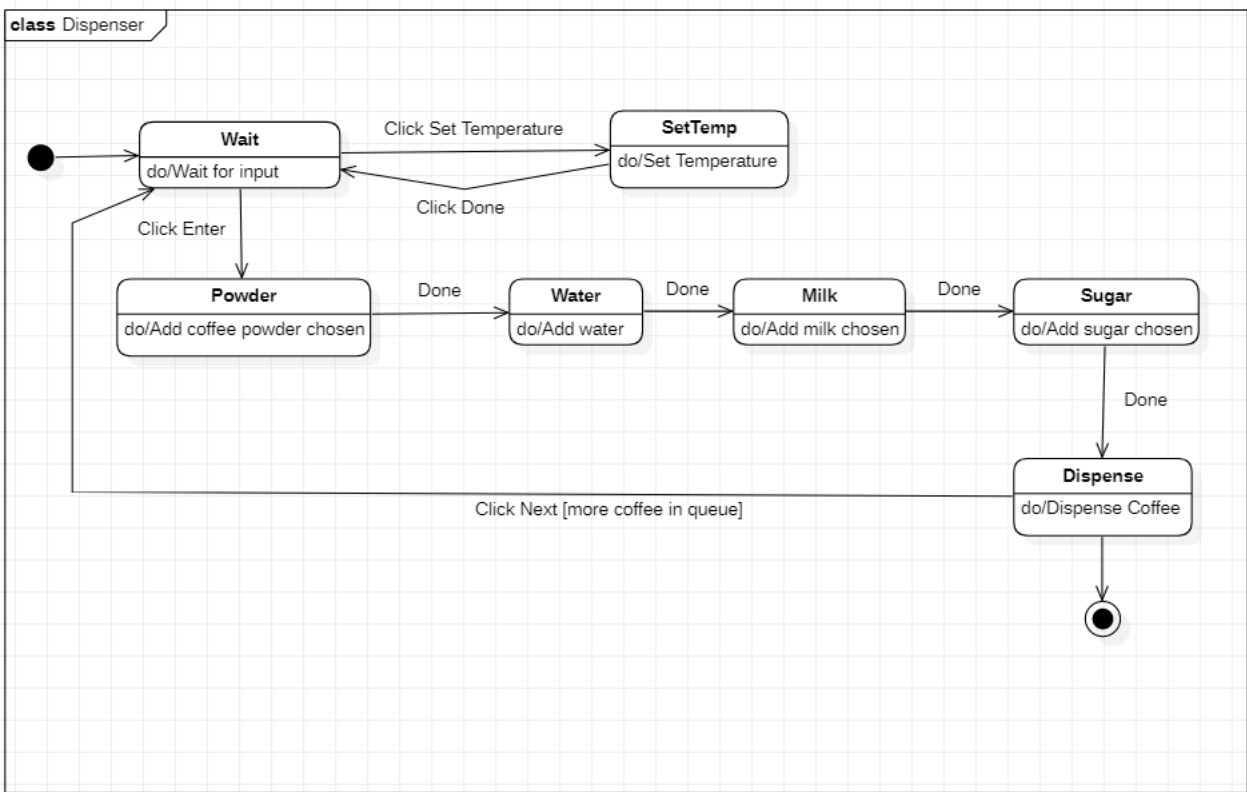 class Dispenser
Wait
do/Wait for input
Click Set Temperature
SetTemp
do/Set Temperature
Click Done
Click Enter
Powder
do/Add coffee powder chosen
Done
Water
do/Add water
Done
Milk
do/Add milk chosen
Done
Sugar
do/Add sugar chosen
Done
Dispense
do/Dispense Coffee
Click Next [more coffee in queue]